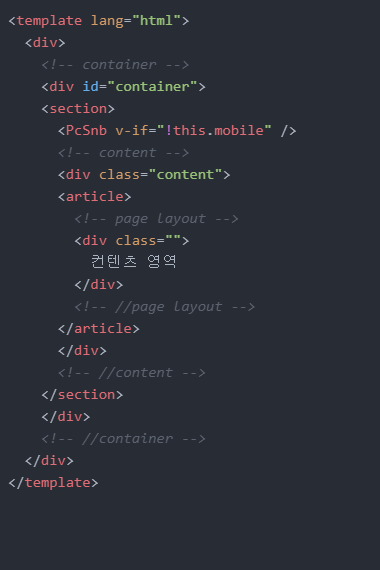 <template lang="html">
<div>
<!-- container -->
<div id="container">
<section>
<PcSnb v-if="!this.mobile" />
<!-- content -->
<div class="content">
<article>
<!-- page layout -->
<div class="">
컨텐츠 영역
</div>
<!-- //page layout -->
</article>
</div>
<!-- //content -->
</section>
</div>
<!-- //container -->
</div>
</template>